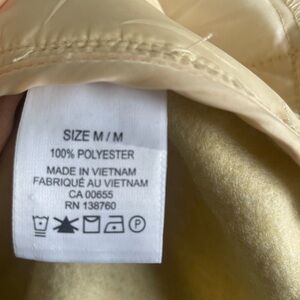 SIZE M / M
100% POLYESTER
MADE IN VIETNAM
FABRIQUÉ AU VIETNAM
CA 00655
RN 138760
P